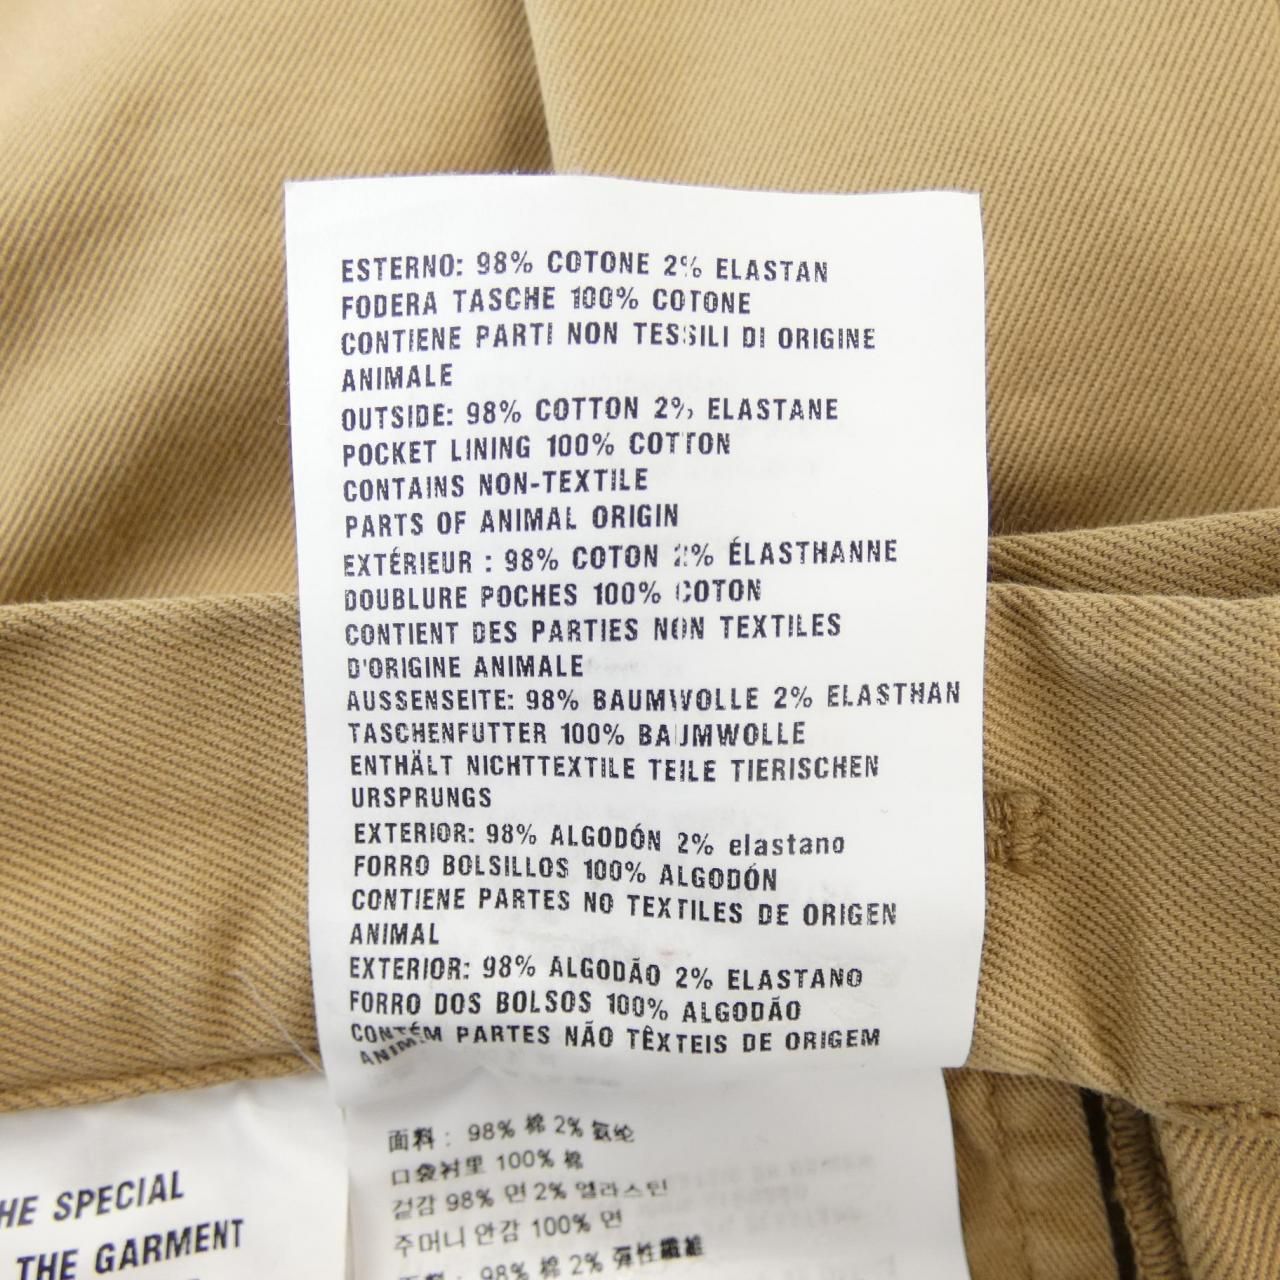 ESTERNO: 98% COTONE 2% ELASTAN
FODERA TASCHE 100% COTONE
CONTIENE PARTI NON TESSILI DI ORIGINE
ANIMALE
OUTSIDE: 98% COTTON 2% ELASTANE
POCKET LINING 100% COTTON
CONTAINS NON-TEXTILE
PARTS OF ANIMAL ORIGIN
EXTÉRIEUR : 98% COTON 2% ÉLASTHANNE
DOUBLURE POCHES 100% COTON
CONTIENT DES PARTIES NON TEXTILES
D'ORIGINE ANIMALE
AUSSENSEITE: 98% BAUMWOLLE 2% ELASTHAN
TASCHENFUTTER 100% BAUMWOLLE
ENTHÄLT NICHTTEXTILE TEILE TIERISCHEN
URSPRUNGS
EXTERIOR: 98% ALGODÓN 2% elastano
FORRO BOLSILLOS 100% ALGODÓN
CONTIENE PARTES NO TEXTILES DE ORIGEN
ANIMAL
EXTERIOR: 98% ALGODÃO 2% ELASTANO
FORRO DOS BOLSOS 100% ALGODÃO
CONTÉM PARTES NÃO TÊXTEIS DE ORIGEM
面料: 98% 棉 2% 氨纶
口袋衬里 100% 棉
겉감 98% 면 2% 엘라스틴
주머니 안감 100% 면
面料: 98% 棉 2% 彈性纖維
HE SPECIAL
THE GARMENT